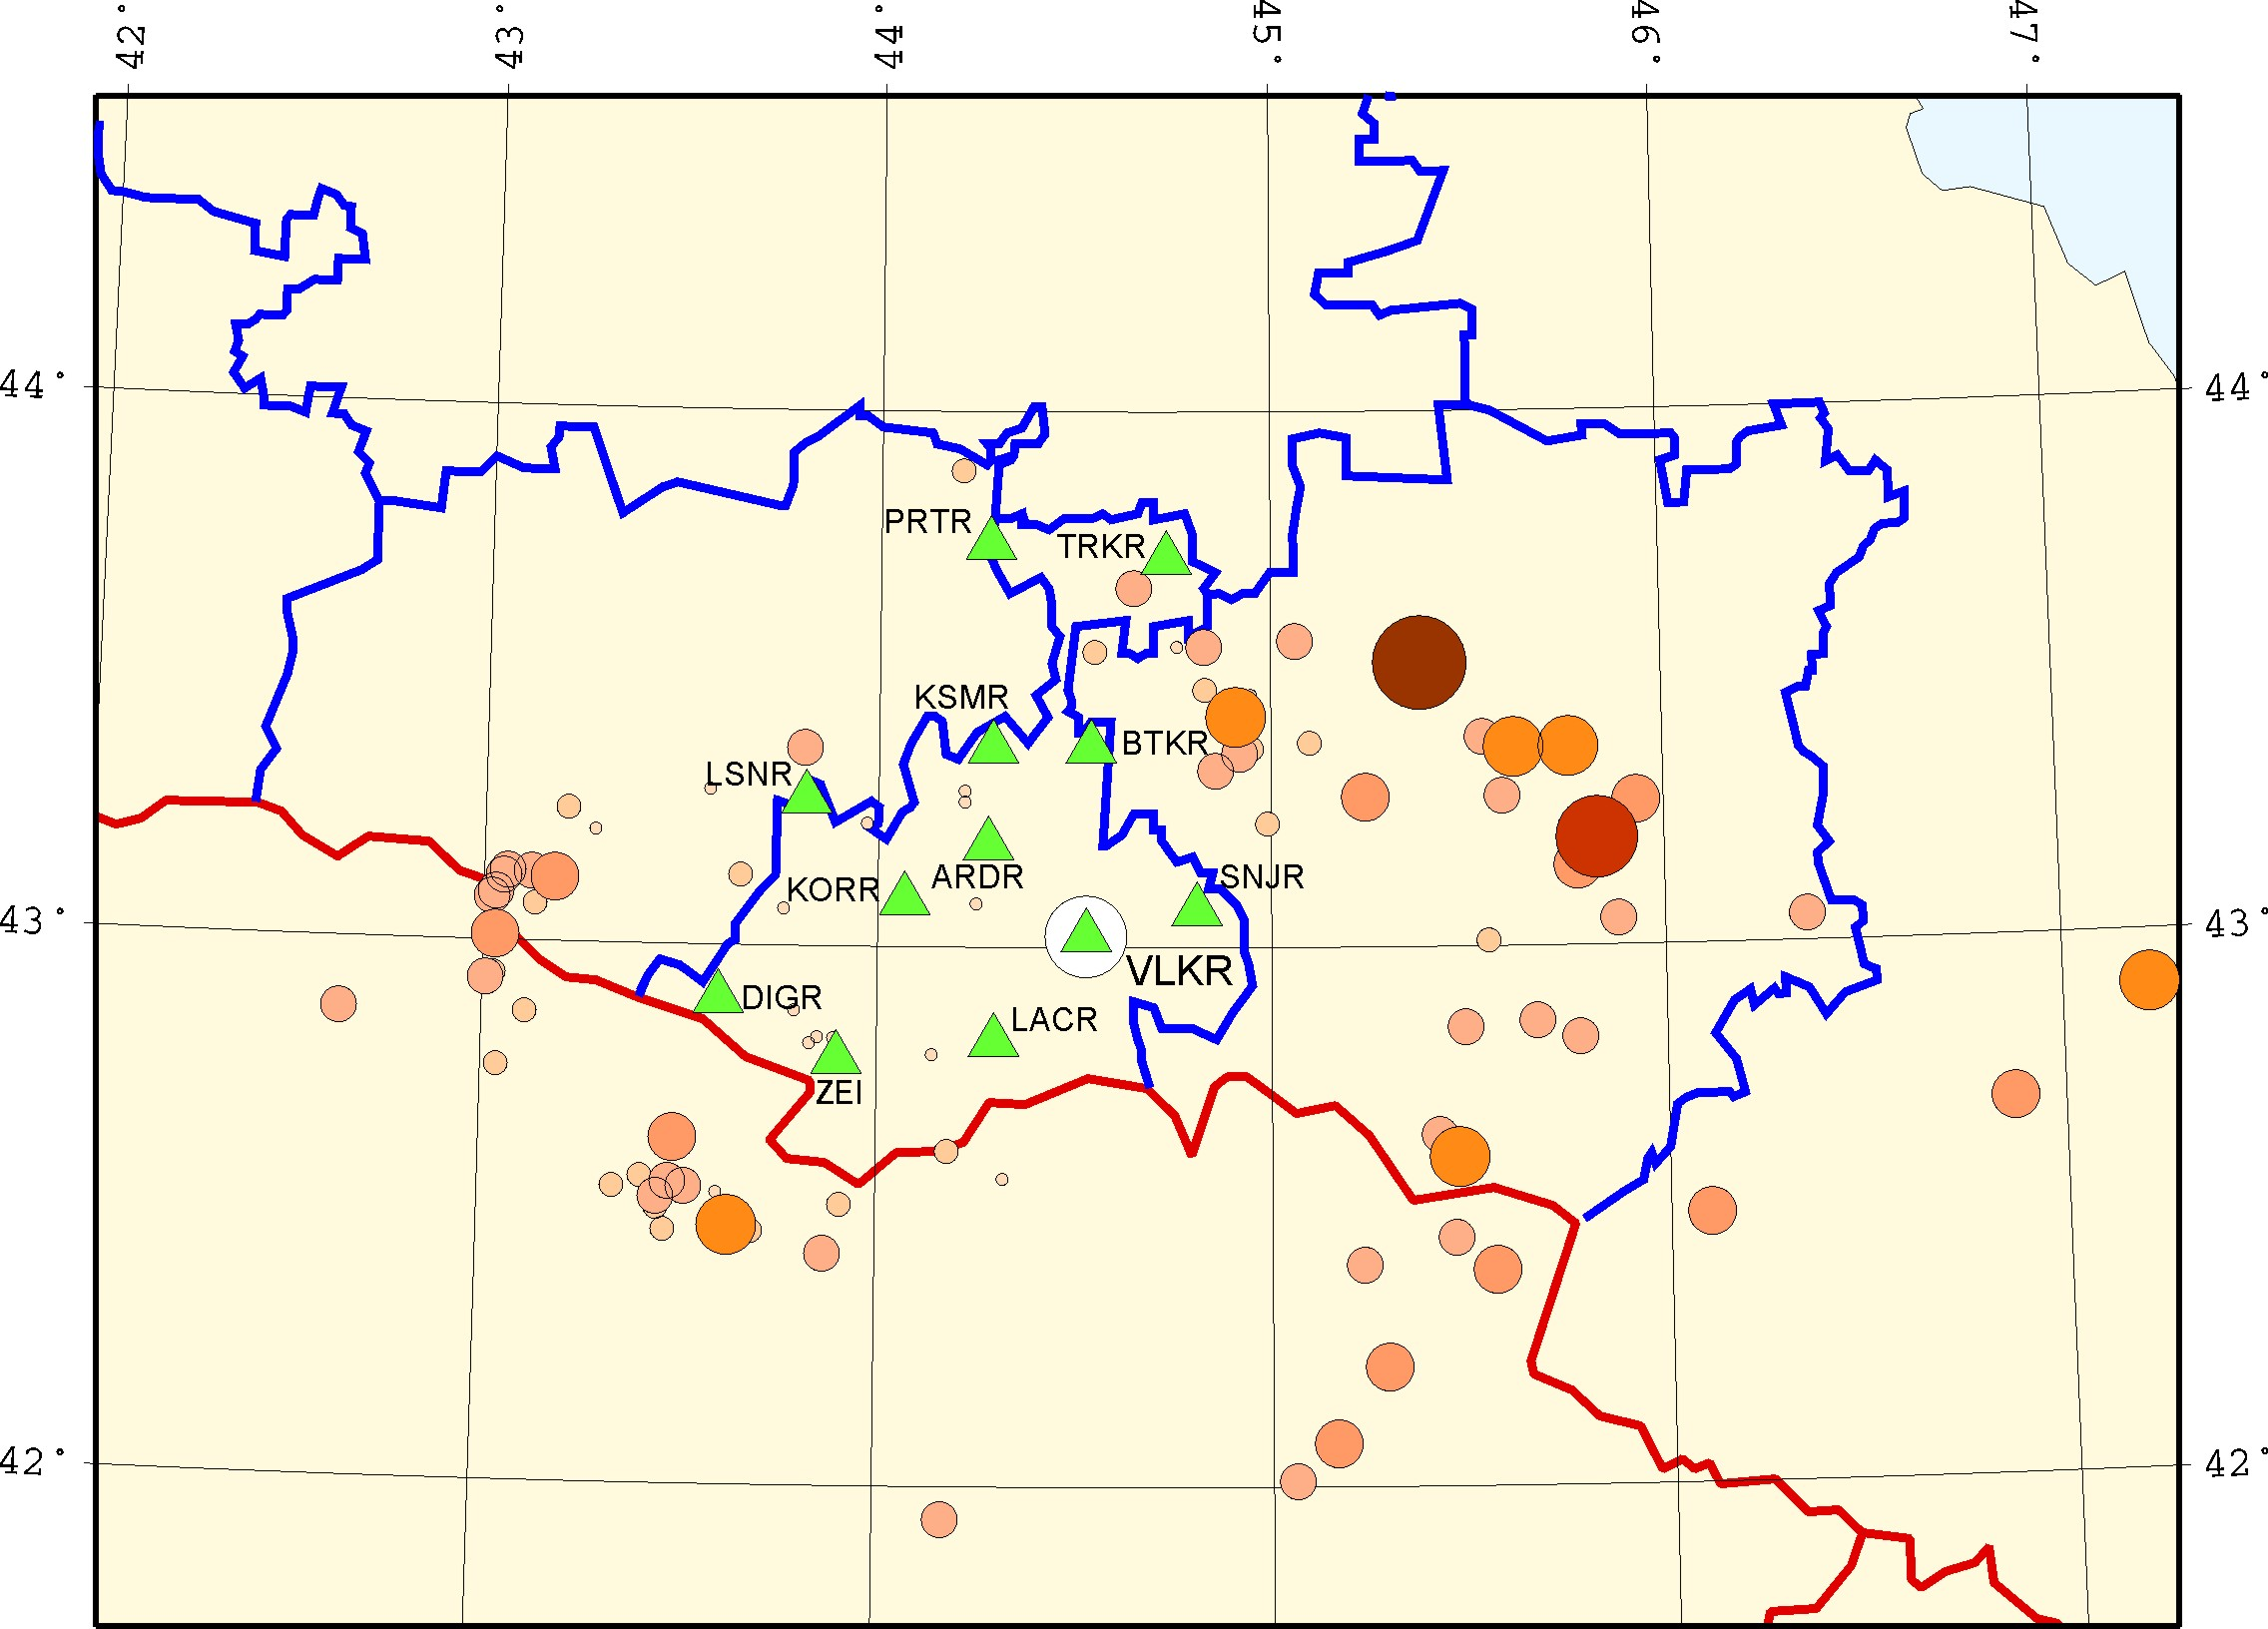 42°
43°
44°
45°
46°
47°
44°
44°
PRTR
TRKR
KSMR
BTKR
LSNR
ARDR
SNJR
KORR
43°
43°
VLKR
DIGR
LACR
ZEI
42°
42°